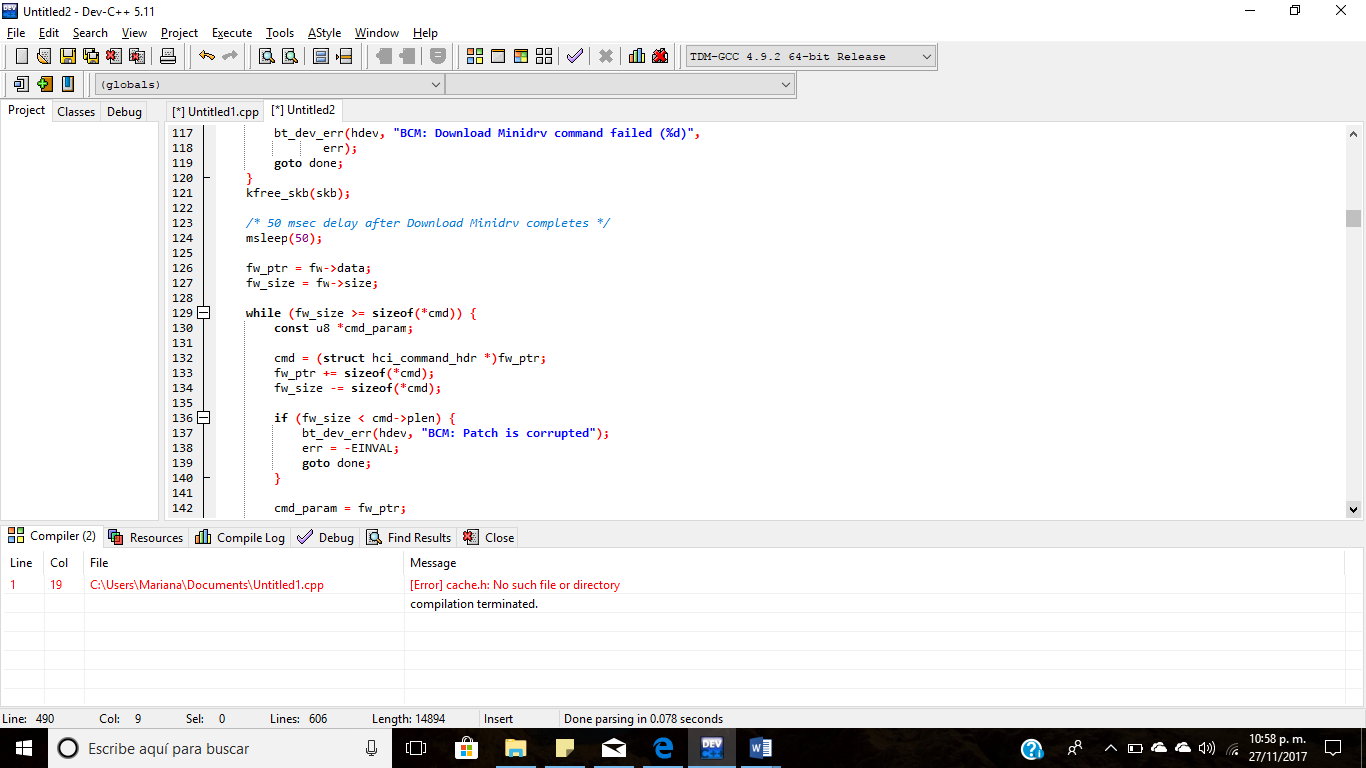 Untitled2 - Dev-C++ 5.11
File Edit Search View Project Execute Tools AStyle Window Help
TDM-GCC 4.9.2 64-bit Release
(globals)
Project Classes Debug [*] Untitled1.cpp [*] Untitled2
117 bt_dev_err(hdev, "BCM: Download Minidrv command failed (%d)",
118 err);
119 goto done;
120 }
121 kfree_skb(skb);
122
123 /* 50 msec delay after Download Minidrv completes */
124 msleep(50);
125
126 fw_ptr = fw->data;
127 fw_size = fw->size;
128
129 while (fw_size >= sizeof(*cmd)) {
130 const u8 *cmd_param;
131
132 cmd = (struct hci_command_hdr *)fw_ptr;
133 fw_ptr += sizeof(*cmd);
134 fw_size -= sizeof(*cmd);
135
136 if (fw_size < cmd->plen) {
137 bt_dev_err(hdev, "BCM: Patch is corrupted");
138 err = -EINVAL;
139 goto done;
140 }
141
142 cmd_param = fw_ptr;
Compiler (2) Resources Compile Log Debug Find Results Close
Line Col File Message
1 19 C:\Users\Mariana\Documents\Untitled1.cpp [Error] cache.h: No such file or directory
compilation terminated.
Line: 490 Col: 9 Sel: 0 Lines: 606 Length: 14894 Insert Done parsing in 0.078 seconds
Escribe aquí para buscar
DEV
10:58 p. m.
27/11/2017